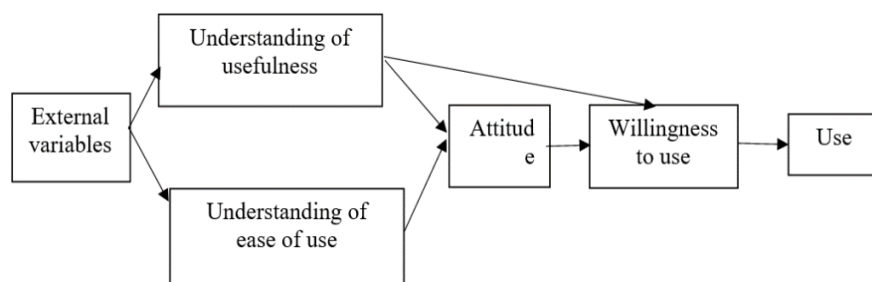 Understanding of
usefulness
External
variables
Attitud
e
Willingness
to use
Use
Understanding of
ease of use